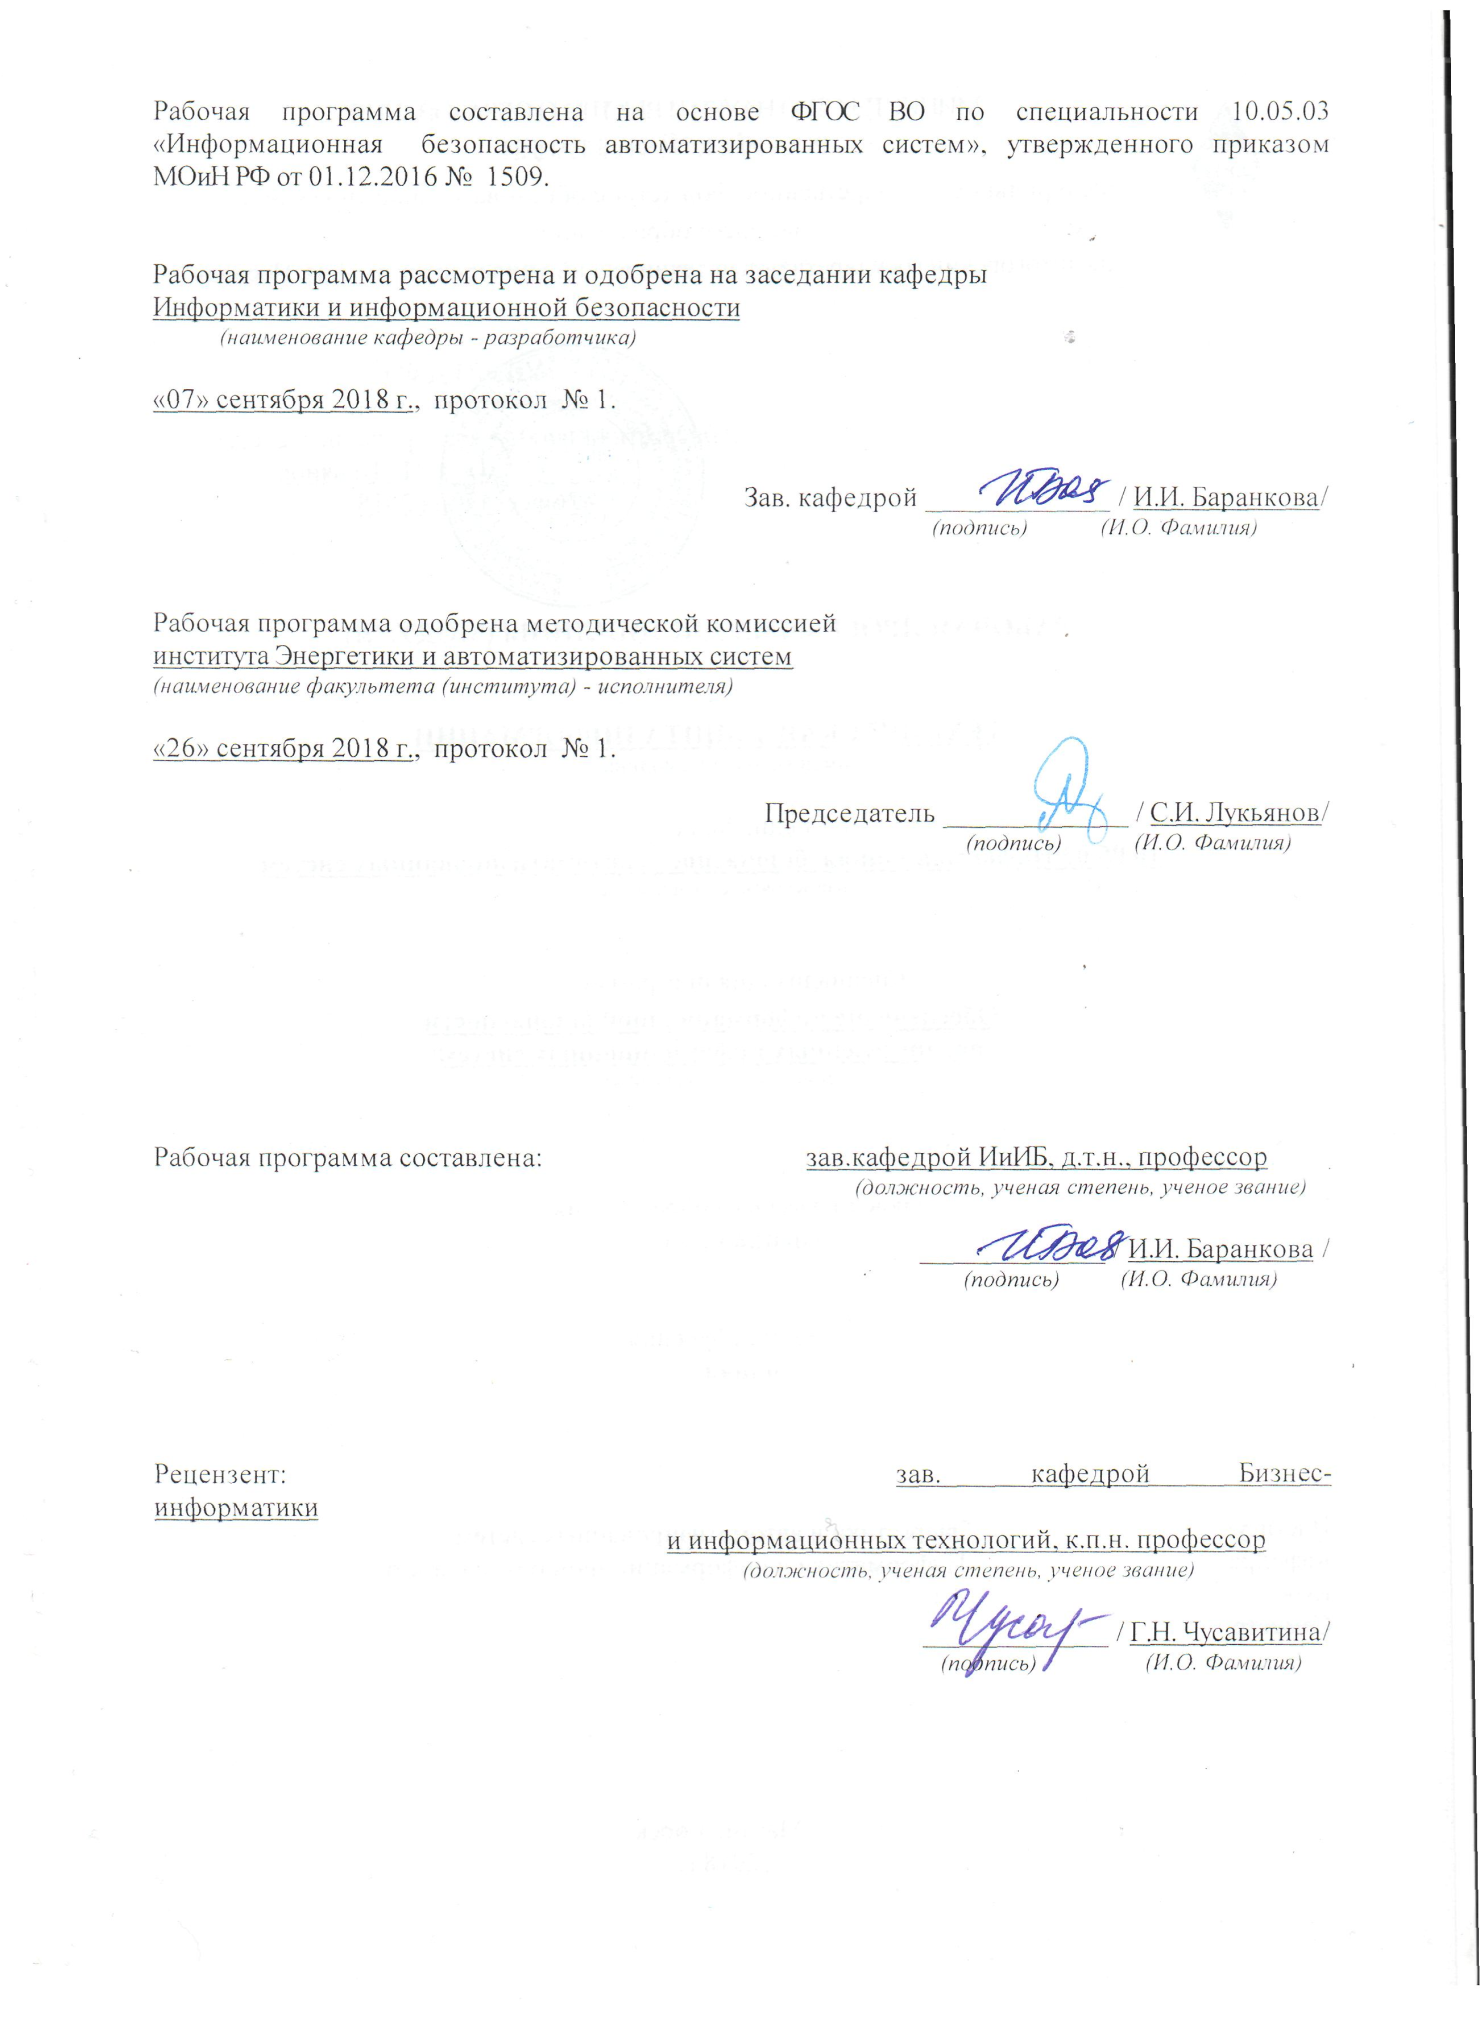 Рабочая программа составлена на основе ФГОС ВО по специальности 10.05.03
«Информационная безопасность автоматизированных систем», утвержденного приказом
МОиН РФ от 01.12.2016 № 1509.
Рабочая программа рассмотрена и одобрена на заседании кафедры
Информатики и информационной безопасности
(наименование кафедры - разработчика)
«07» сентября 2018 г., протокол № 1.
Зав. кафедрой ______________ / И.И. Баранкова/
(подпись) (И.О. Фамилия)
Рабочая программа одобрена методической комиссией
института Энергетики и автоматизированных систем
(наименование факультета (института) - исполнителя)
«26» сентября 2018 г., протокол № 1.
Председатель ______________ / С.И. Лукьянов/
(подпись) (И.О. Фамилия)
Рабочая программа составлена: зав.кафедрой ИиИБ, д.т.н., профессор
(должность, ученая степень, ученое звание)
______________ И.И. Баранкова /
(подпись) (И.О. Фамилия)
Рецензент: зав. кафедрой Бизнес-
информатики
и информационных технологий, к.п.н. профессор
(должность, ученая степень, ученое звание)
______________ / Г.Н. Чусавитина/
(подпись) (И.О. Фамилия)